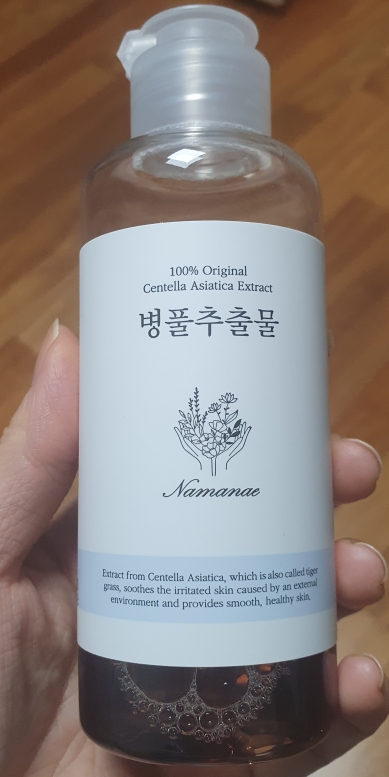 100% Original
Centella Asiatica Extract
병풀추출물
Namanae
Extract from Centella Asiatica, which is also called tiger
grass, soothes the irritated skin caused by an external
environment and provides smooth, healthy skin.